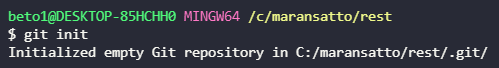 beto1@DESKTOP-85HCHH0 MINGW64 /c/maransatto/rest
$ git init
Initialized empty Git repository in C:/maransatto/rest/.git/